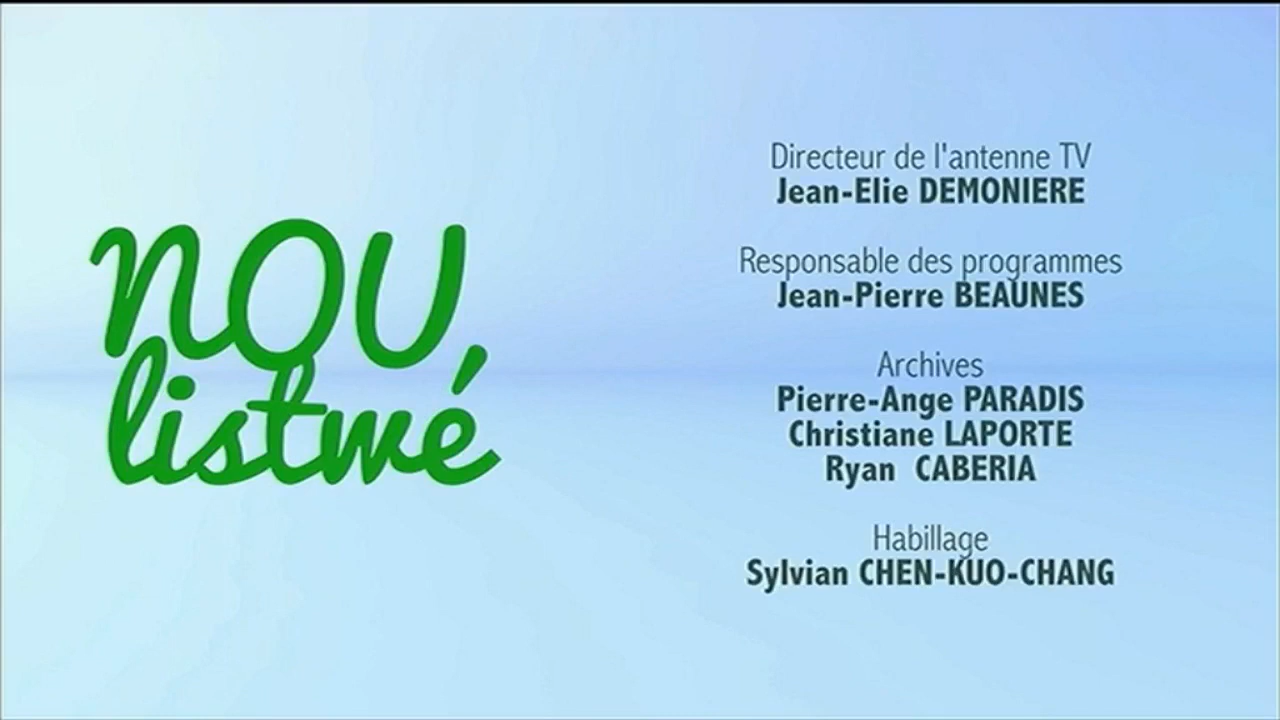 nou
listwé
Directeur de l'antenne TV
Jean-Elie DEMONIERE
Responsable des programmes
Jean-Pierre BEAUNES
Archives
Pierre-Ange PARADIS
Christiane LAPORTE
Ryan CABERIA
Habillage
Sylvian CHEN-KUO-CHANG